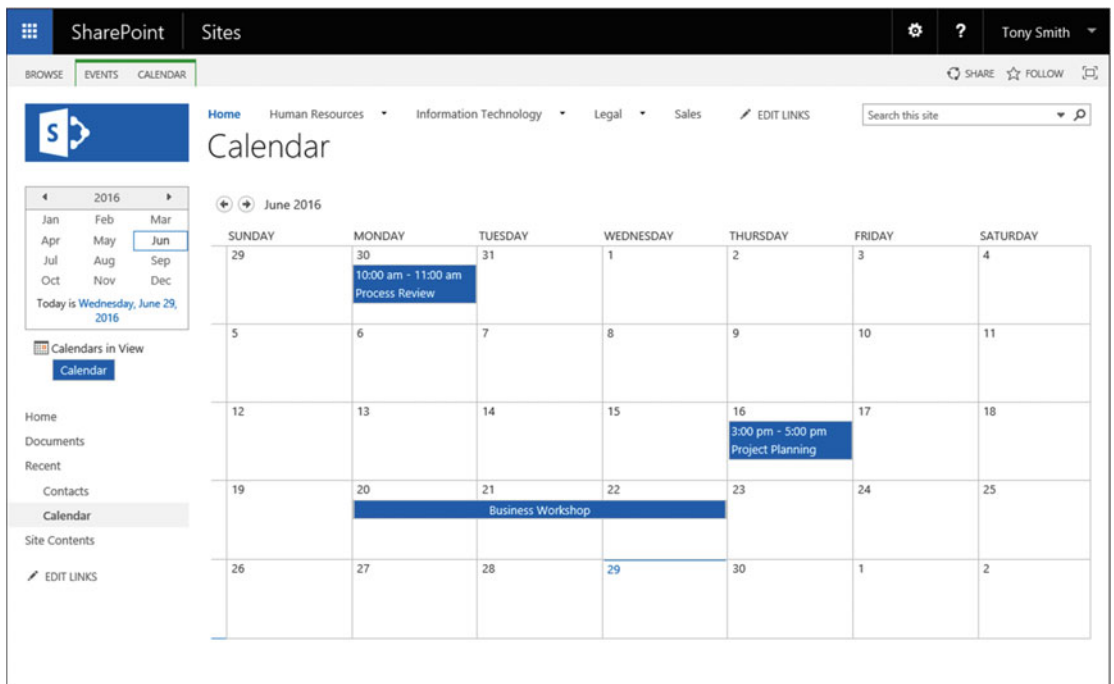 SharePoint Sites ? Tony Smith
BROWSE EVENTS CALENDAR SHARE FOLLOW
S
Home Human Resources Information Technology Legal Sales EDIT LINKS Search this site
Calendar
2016
Jan Feb Mar
Apr May Jun
Jul Aug Sep
Oct Nov Dec
Today is Wednesday, June 29,
2016
Calendars in View
Calendar
Home
Documents
Recent
Contacts
Calendar
Site Contents
EDIT LINKS
June 2016
SUNDAY MONDAY TUESDAY WEDNESDAY THURSDAY FRIDAY SATURDAY
29 30 31 1 2 3 4
10:00 am - 11:00 am
Process Review
5 6 7 8 9 10 11
12 13 14 15 16 17 18
3:00 pm - 5:00 pm
Project Planning
19 20 21 22 23 24 25
Business Workshop
26 27 28 29 30 1 2